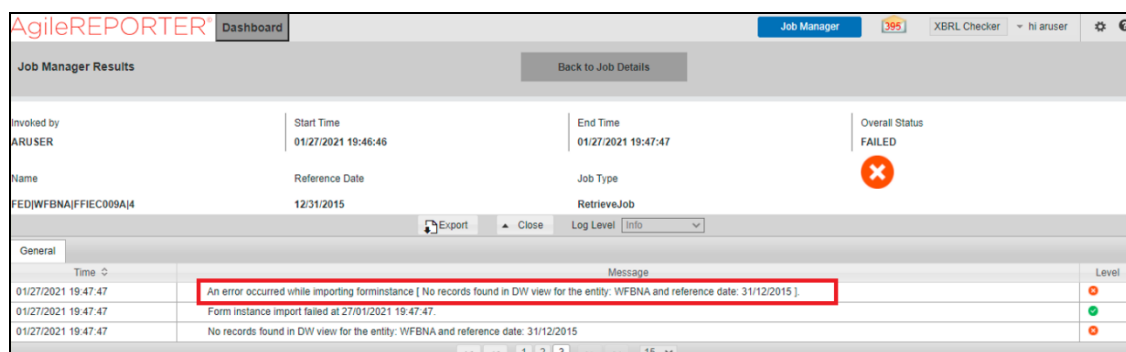 AgileREPORTER® Dashboard Job Manager 395 XBRL Checker hi aruser
Job Manager Results Back to Job Details
Invoked by Start Time End Time Overall Status
ARUSER 01/27/2021 19:46:46 01/27/2021 19:47:47 FAILED
Name Reference Date Job Type
FED|WFBNA|FFIEC009A|4 12/31/2015 RetrieveJob
Export Close Log Level Info
General
Time Message Level
01/27/2021 19:47:47 An error occurred while importing forminstance [ No records found in DW view for the entity: WFBNA and reference date: 31/12/2015 ].
01/27/2021 19:47:47 Form instance import failed at 27/01/2021 19:47:47.
01/27/2021 19:47:47 No records found in DW view for the entity: WFBNA and reference date: 31/12/2015
1 2 3 15